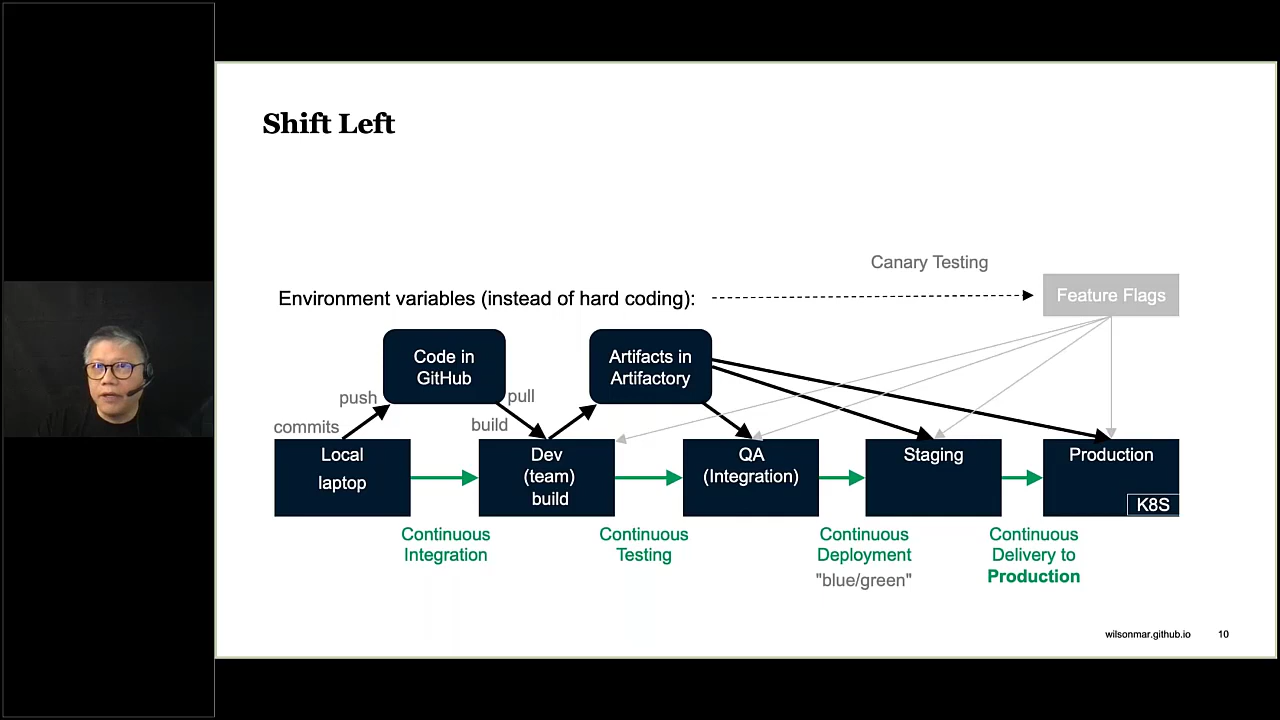 Shift Left
Canary Testing
Environment variables (instead of hard coding):
Feature Flags
Code in
GitHub
Artifacts in
Artifactory
push
pull
commits
build
Local
laptop
Dev
(team)
build
QA
(Integration)
Staging
Production
K8S
Continuous
Integration
Continuous
Testing
Continuous
Deployment
"blue/green"
Continuous
Delivery to
Production
wilsonmar.github.io
10